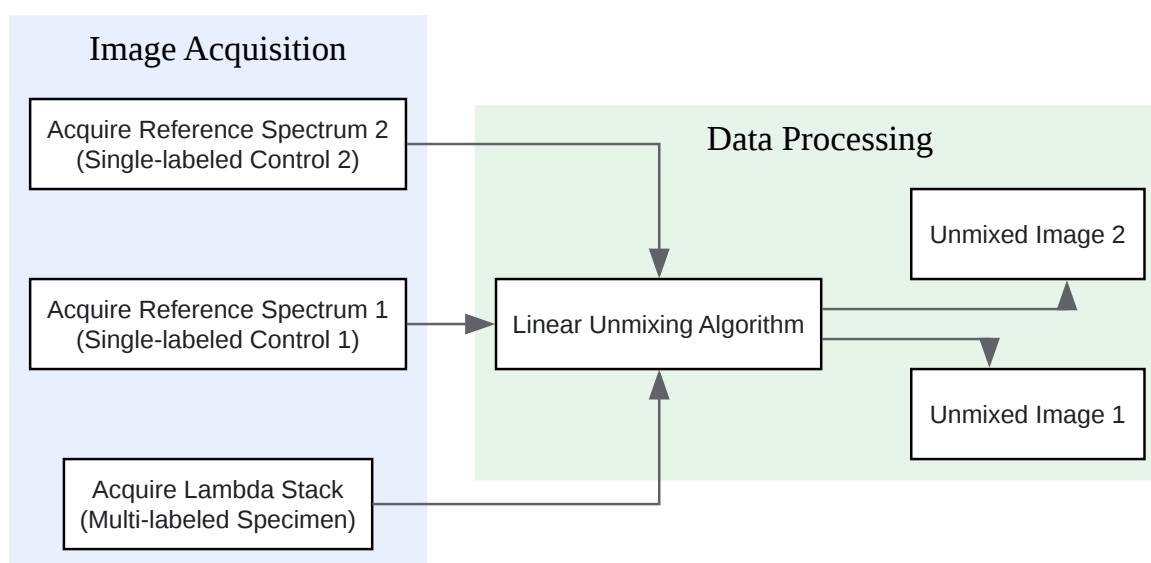 Image Acquisition
Acquire Reference Spectrum 2
(Single-labeled Control 2)
Acquire Reference Spectrum 1
(Single-labeled Control 1)
Acquire Lambda Stack
(Multi-labeled Specimen)
Data Processing
Linear Unmixing Algorithm
Unmixed Image 2
Unmixed Image 1